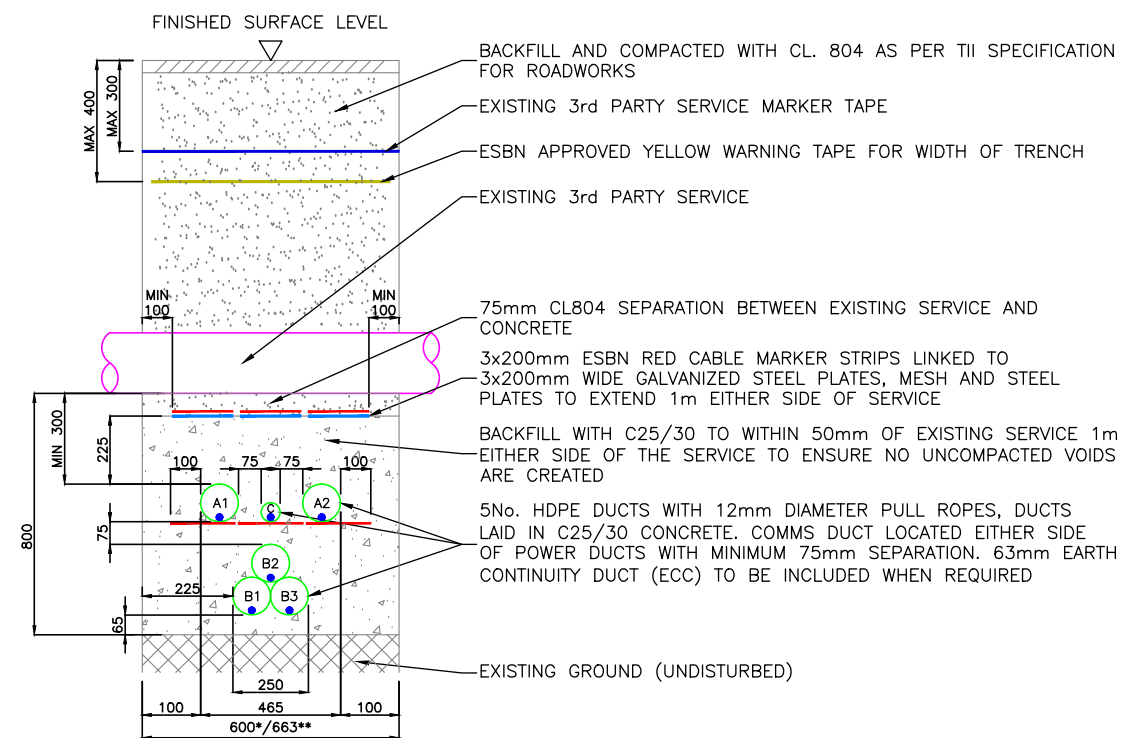 FINISHED SURFACE LEVEL
BACKFILL AND COMPACTED WITH CL. 804 AS PER TII SPECIFICATION
FOR ROADWORKS
MAX 400
MAX 300
EXISTING 3rd PARTY SERVICE MARKER TAPE
ESBN APPROVED YELLOW WARNING TAPE FOR WIDTH OF TRENCH
EXISTING 3rd PARTY SERVICE
MIN
100
MIN
100
75mm CL804 SEPARATION BETWEEN EXISTING SERVICE AND
CONCRETE
3x200mm ESBN RED CABLE MARKER STRIPS LINKED TO
3x200mm WIDE GALVANIZED STEEL PLATES, MESH AND STEEL
PLATES TO EXTEND 1m EITHER SIDE OF SERVICE
MIN 300
225
BACKFILL WITH C25/30 TO WITHIN 50mm OF EXISTING SERVICE 1m
EITHER SIDE OF THE SERVICE TO ENSURE NO UNCOMPACTED VOIDS
ARE CREATED
100
75
75
100
A1
C
A2
5No. HDPE DUCTS WITH 12mm DIAMETER PULL ROPES, DUCTS
LAID IN C25/30 CONCRETE. COMMS DUCT LOCATED EITHER SIDE
OF POWER DUCTS WITH MINIMUM 75mm SEPARATION. 63mm EARTH
CONTINUITY DUCT (ECC) TO BE INCLUDED WHEN REQUIRED
800
75
B2
225
B1
B3
65
EXISTING GROUND (UNDISTURBED)
250
100
465
100
600*/663**